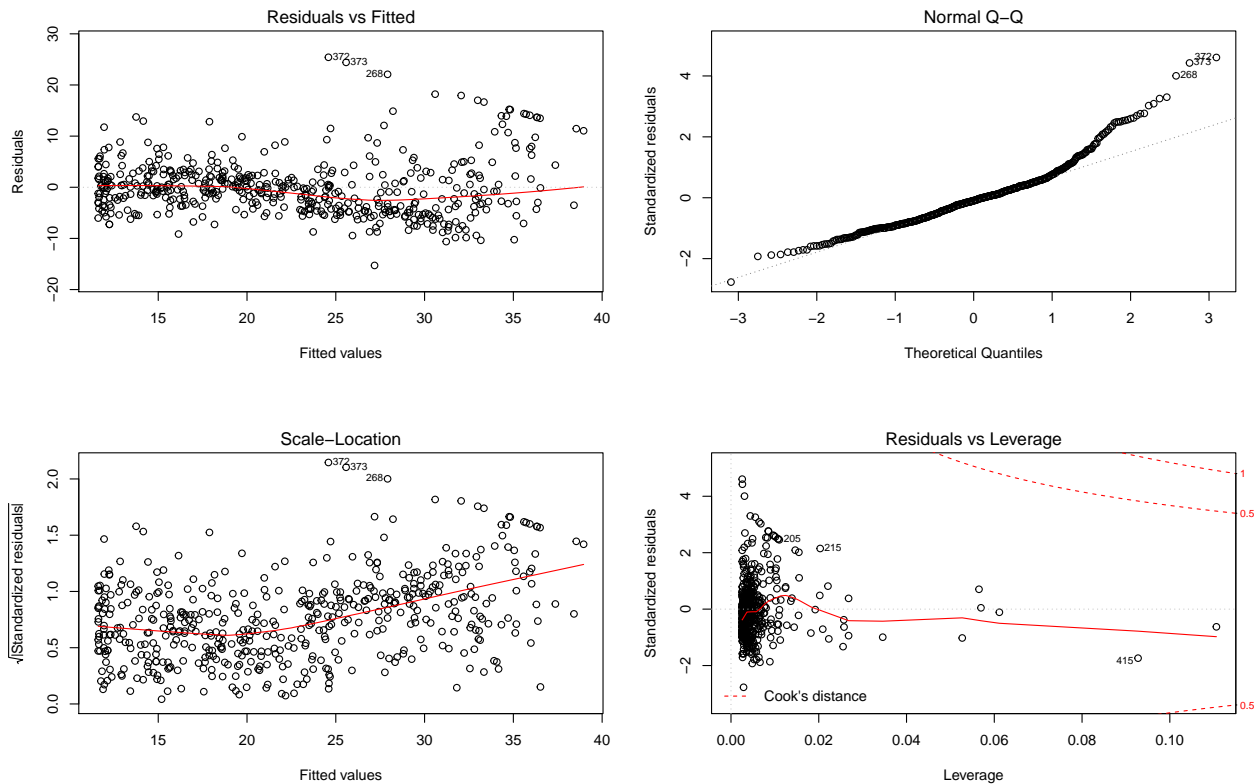 Residuals vs Fitted
30
20
10
0
−10
−20
Residuals
372
373
268
15 20 25 30 35 40
Fitted values
Normal Q−Q
4
2
0
−2
Standardized residuals
372
373
268
−3 −2 −1 0 1 2 3
Theoretical Quantiles
Scale−Location
2.0
1.5
1.0
0.5
0.0
√|Standardized residuals|
372
373
268
15 20 25 30 35 40
Fitted values
Residuals vs Leverage
4
2
0
−2
Standardized residuals
1
0.5
205
215
415
Cook's distance
0.5
0.00 0.02 0.04 0.06 0.08 0.10
Leverage